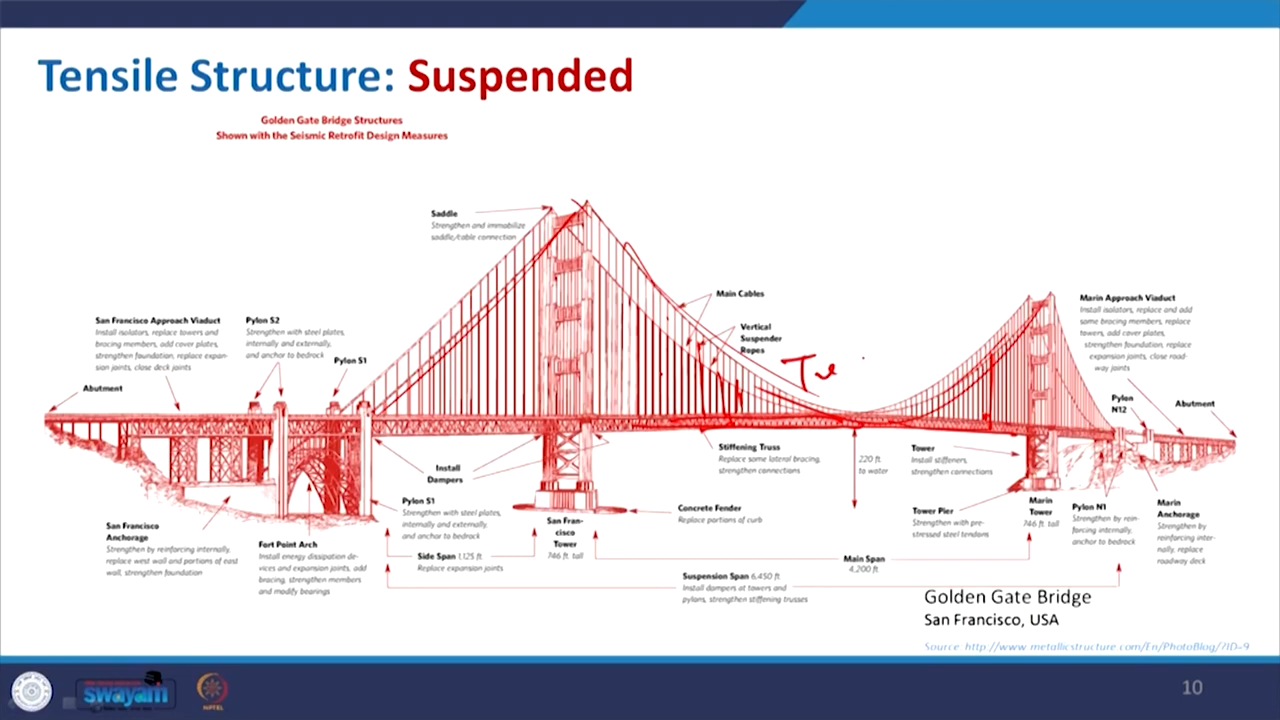 Tensile Structure: Suspended
Golden Gate Bridge Structures
Shown with the Seismic Retrofit Design Measures
Saddle
Strengthen and immobilize
saddle/cable connection
Main Cables
Vertical
Suspender
Ropes
San Francisco Approach Viaduct
Install isolators, replace towers and
bracing members, add cover plates,
strengthen foundation, replace expan-
sion joints, close deck joints
Pylon S2
Strengthen with steel plates,
internally and externally,
and anchor to bedrock
Pylon S1
Abutment
Marin Approach Viaduct
Install isolators, replace and add
some bracing members, replace
towers, add cover plates,
strengthen foundation, replace
expansion joints, close road-
way joints
Pylon
N12
Abutment
Install
Dampers
Stiffening Truss
Replace some lateral bracing,
strengthen connections
220 ft.
to water
Tower
Install stiffeners,
strengthen connections
Pylon S1
Strengthen with steel plates,
internally and externally,
and anchor to bedrock
San Fran-
cisco
Tower
746 ft. tall
Concrete Fender
Replace portions of curb
Tower Pier
Strengthen with pre-
stressed steel tendons
Marin
Tower
746 ft. tall
Pylon N1
Strengthen by rein-
forcing internally,
anchor to bedrock
Marin
Anchorage
Strengthen by
reinforcing inter-
nally, replace
roadway deck
San Francisco
Anchorage
Strengthen by reinforcing internally,
replace west wall and portions of east
wall, strengthen foundation
Fort Point Arch
Install energy dissipation de-
vices and expansion joints, add
bracing, strengthen members
and modify bearings
Side Span 1,125 ft.
Replace expansion joints
Main Span
4,200 ft.
Suspension Span 6,450 ft
Install dampers at towers and
pylons, strengthen stiffening trusses
Golden Gate Bridge
San Francisco, USA
Source: http://www.metallicstructure.com/En/PhotoBlog/?ID=9
swayam
NPTEL
10